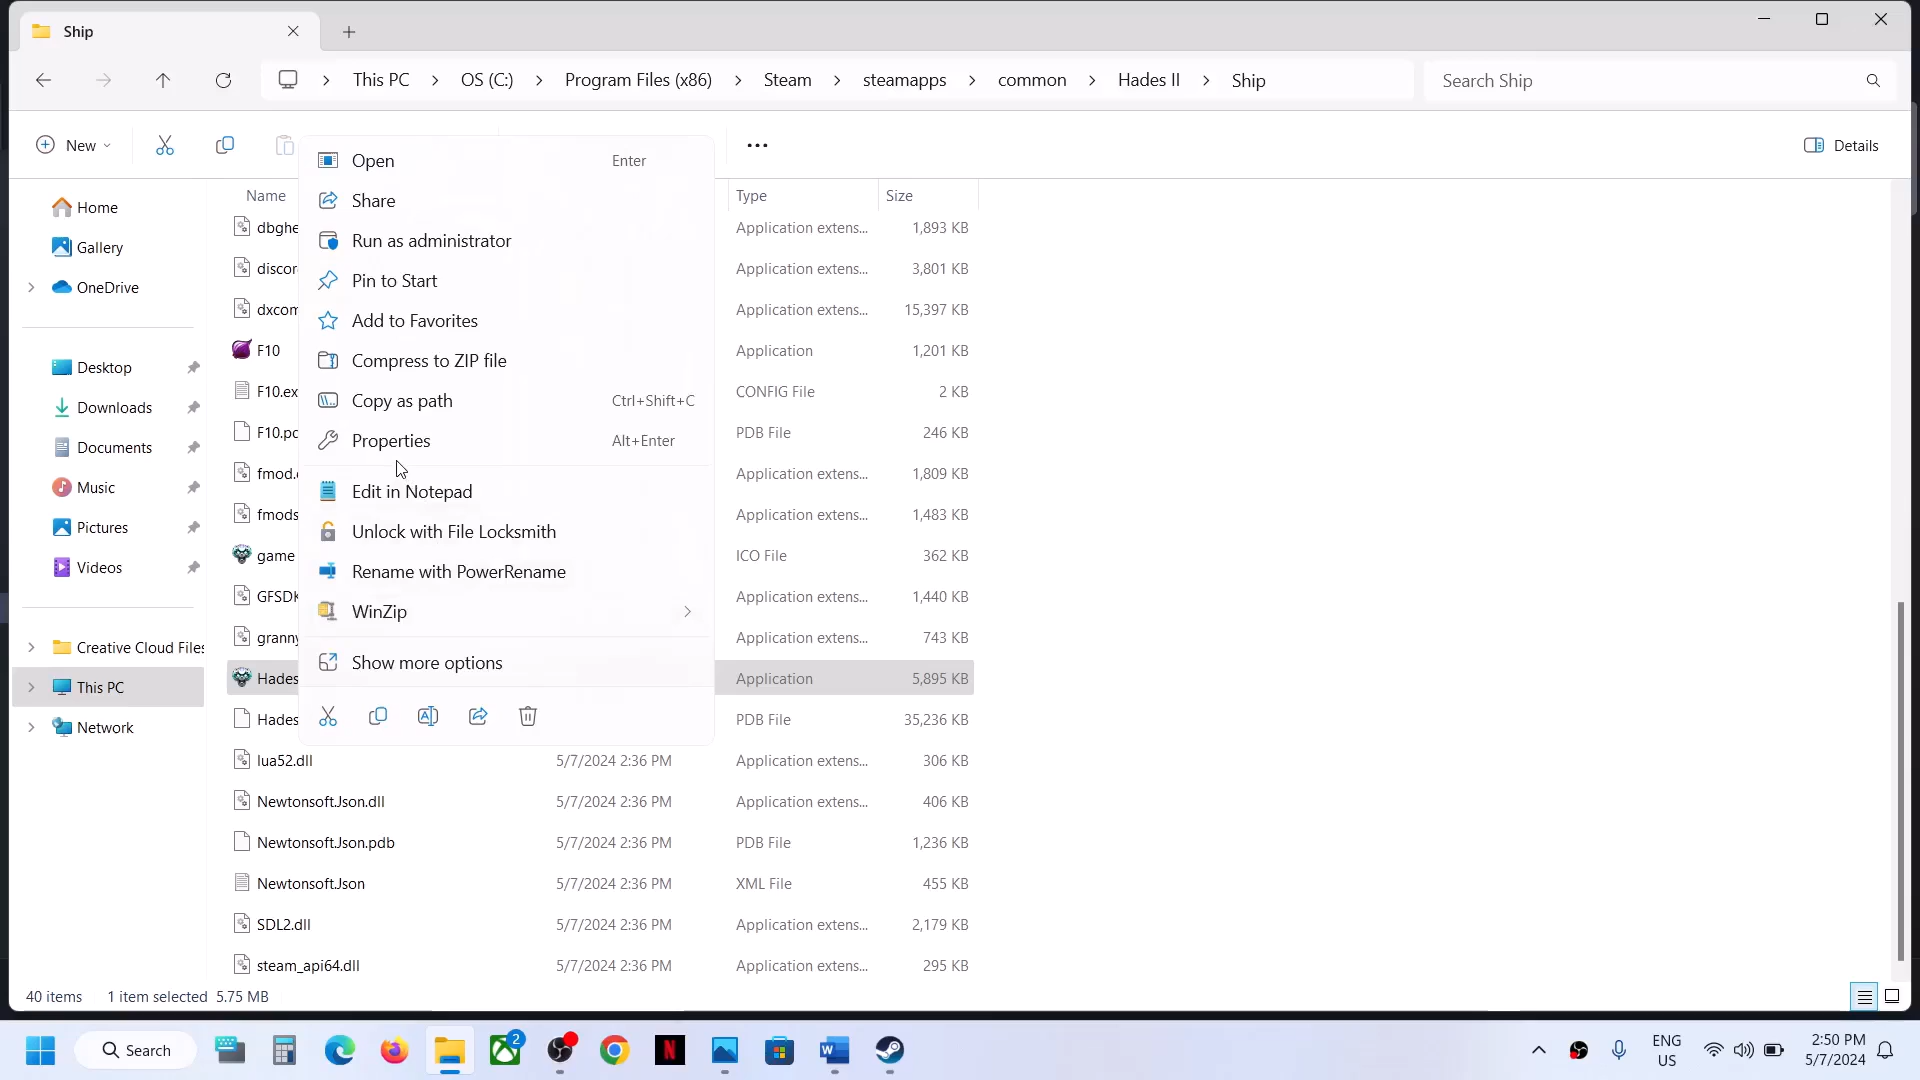 Ship
This PC
OS (C:)
Program Files (x86)
Steam
steamapps
common
Hades II
Ship
Search Ship
New
Details
Open Enter
Share
Run as administrator
Pin to Start
Add to Favorites
Compress to ZIP file
Copy as path Ctrl+Shift+C
Properties Alt+Enter
Edit in Notepad
Unlock with File Locksmith
Rename with PowerRename
WinZip
Show more options
Home
Gallery
OneDrive
Desktop
Downloads
Documents
Music
Pictures
Videos
Creative Cloud Files
This PC
Network
Name Type Size
dbghe Application extens... 1,893 KB
discor Application extens... 3,801 KB
dxcom Application extens... 15,397 KB
F10 Application 1,201 KB
F10.ex CONFIG File 2 KB
F10.pd PDB File 246 KB
fmod. Application extens... 1,809 KB
fmods Application extens... 1,483 KB
game ICO File 362 KB
GFSDK Application extens... 1,440 KB
granny Application extens... 743 KB
Hades Application 5,895 KB
Hades PDB File 35,236 KB
lua52.dll 5/7/2024 2:36 PM Application extens... 306 KB
Newtonsoft.Json.dll 5/7/2024 2:36 PM Application extens... 406 KB
Newtonsoft.Json.pdb 5/7/2024 2:36 PM PDB File 1,236 KB
Newtonsoft.Json 5/7/2024 2:36 PM XML File 455 KB
SDL2.dll 5/7/2024 2:36 PM Application extens... 2,179 KB
steam_api64.dll 5/7/2024 2:36 PM Application extens... 295 KB
40 items 1 item selected 5.75 MB
Search
2
ENG
US
2:50 PM
5/7/2024